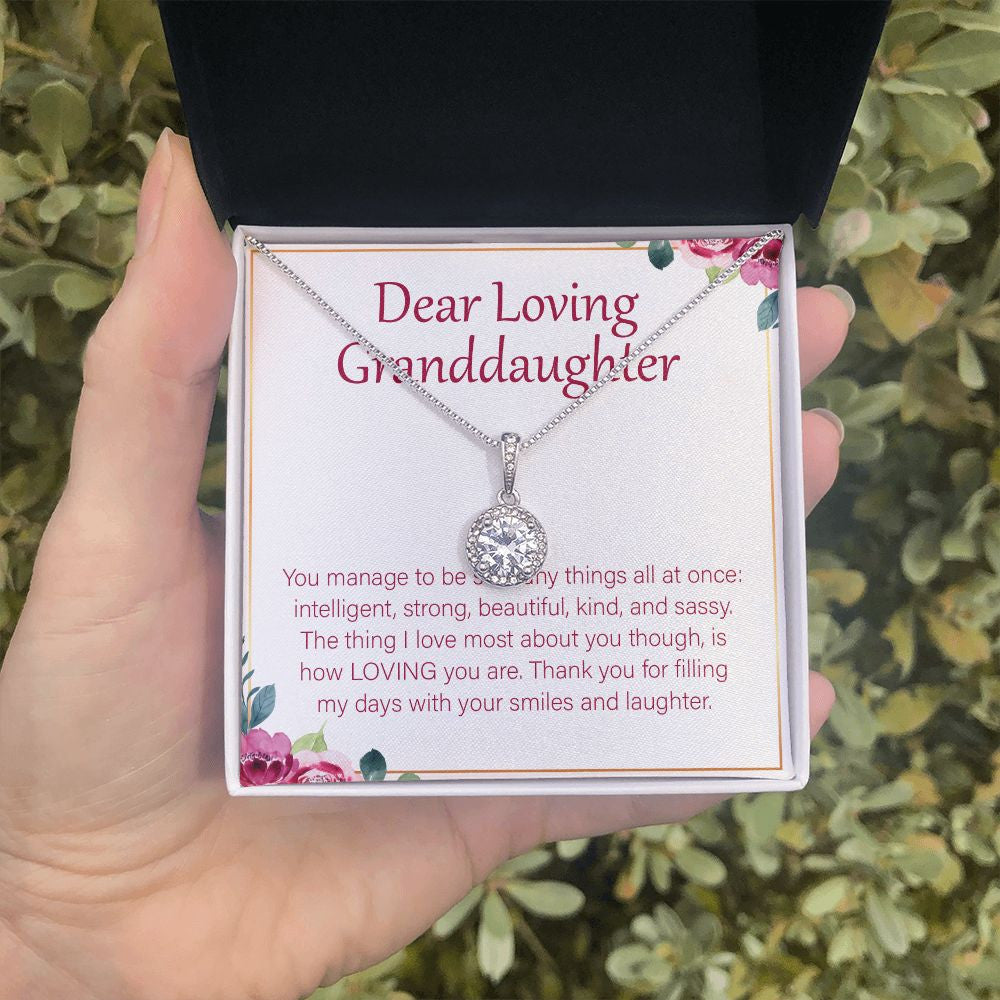 Dear Loving
Granddaughter
You manage to be so many things all at once:
intelligent, strong, beautiful, kind, and sassy.
The thing I love most about you though, is
how LOVING you are. Thank you for filling
my days with your smiles and laughter.